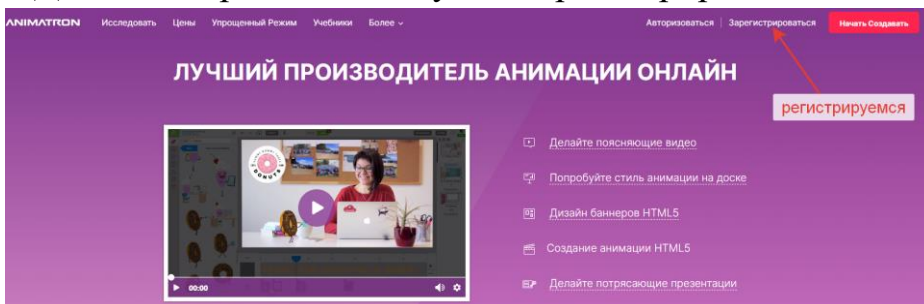 ANIMATRON Исследовать Цены Упрощенный Режим Учебники Более Авторизоваться Зарегистрироваться Начать Создавать
ЛУЧШИЙ ПРОИЗВОДИТЕЛЬ АНИМАЦИИ ОНЛАЙН
регистрируемся
DONUTS
Делайте поясняющие видео
Попробуйте стиль анимации на доске
Дизайн баннеров HTML5
Создание анимации HTML5
Делайте потрясающие презентации
00:00